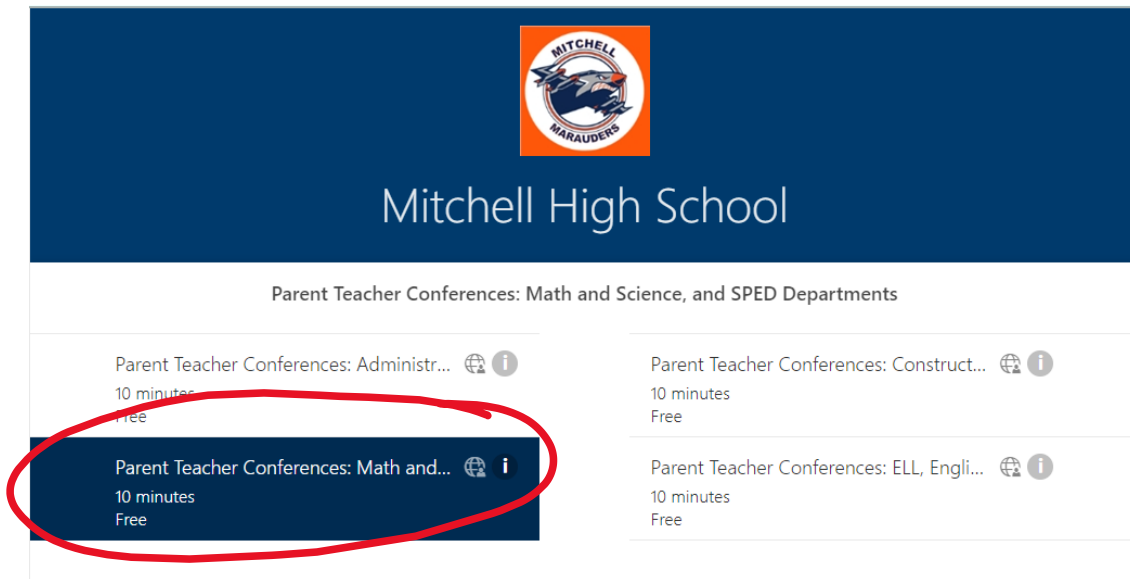 MITCHELL
MARAUDERS
Mitchell High School
Parent Teacher Conferences: Math and Science, and SPED Departments
Parent Teacher Conferences: Administr...
10 minutes
Free
Parent Teacher Conferences: Construct...
10 minutes
Free
Parent Teacher Conferences: Math and...
10 minutes
Free
Parent Teacher Conferences: ELL, Engli...
10 minutes
Free